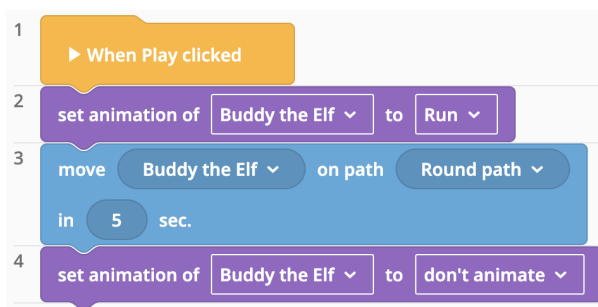 1
When Play clicked
2
set animation of Buddy the Elf to Run
3
move Buddy the Elf on path Round path
in 5 sec.
4
set animation of Buddy the Elf to don't animate